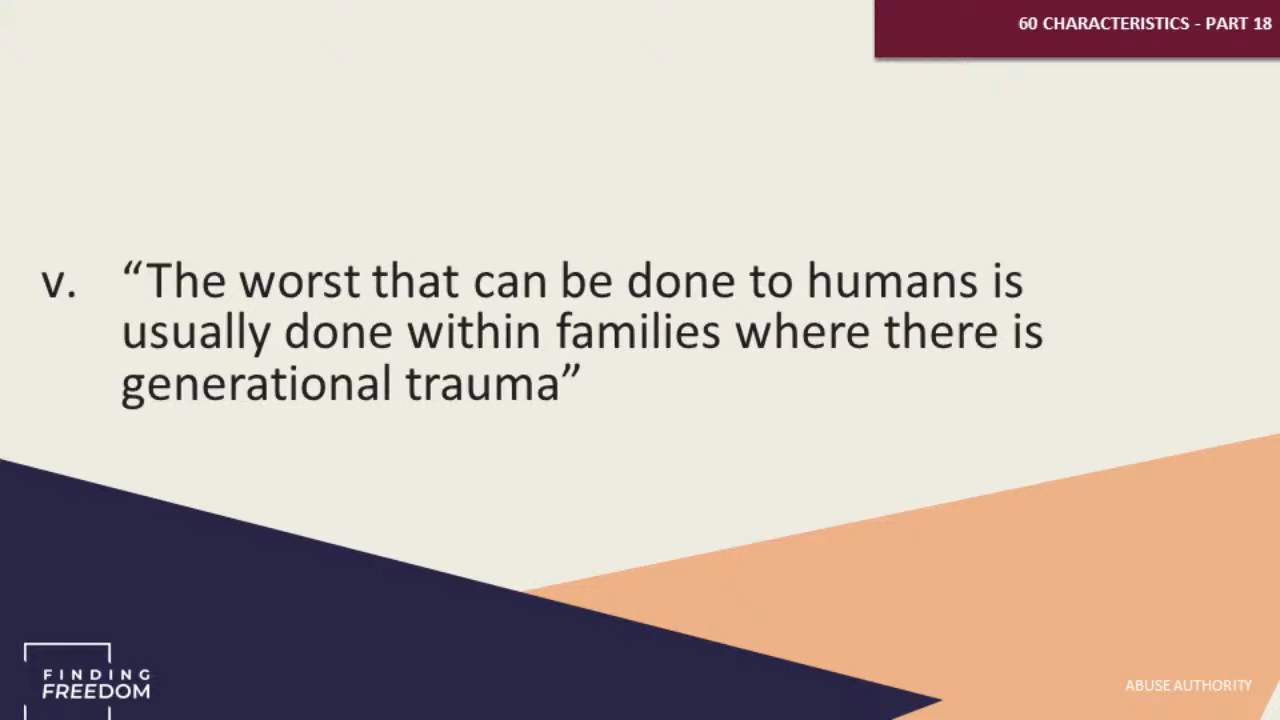 60 CHARACTERISTICS - PART 18
v. “The worst that can be done to humans is
usually done within families where there is
generational trauma”
FINDING
FREEDOM
ABUSE AUTHORITY